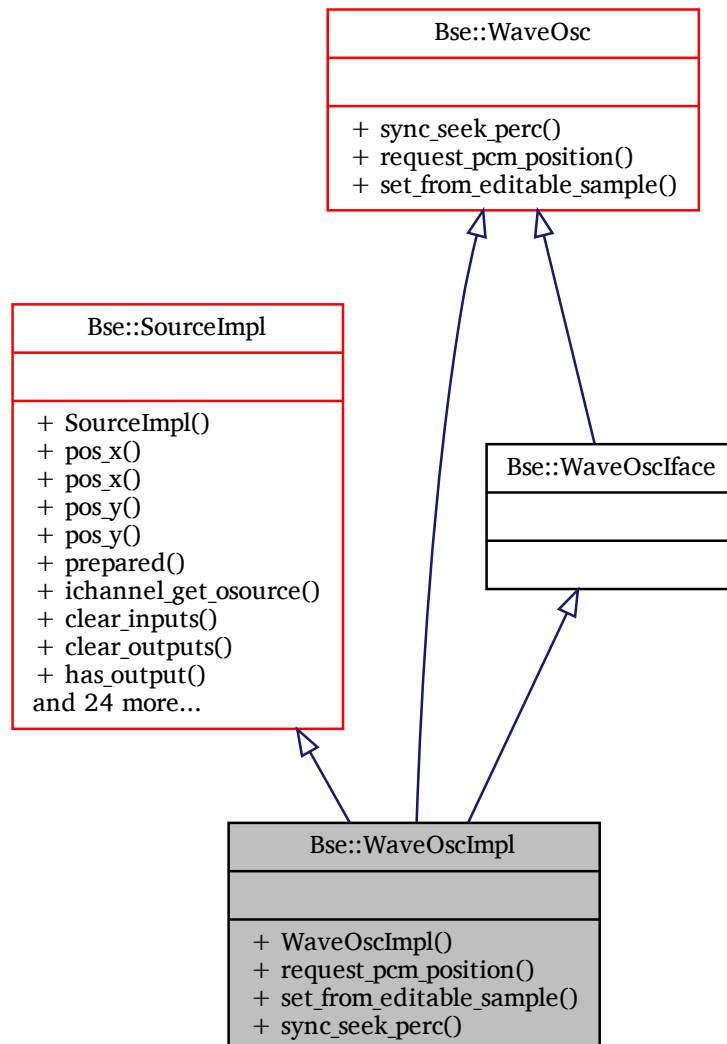 Bse::WaveOsc
+ sync_seek_perc()
+ request_pcm_position()
+ set_from_editable_sample()
Bse::SourceImpl
+ SourceImpl()
+ pos_x()
+ pos_x()
+ pos_y()
+ pos_y()
+ prepared()
+ ichannel_get_osource()
+ clear_inputs()
+ clear_outputs()
+ has_output()
and 24 more...
Bse::WaveOscIface
Bse::WaveOscImpl
+ WaveOscImpl()
+ request_pcm_position()
+ set_from_editable_sample()
+ sync_seek_perc()